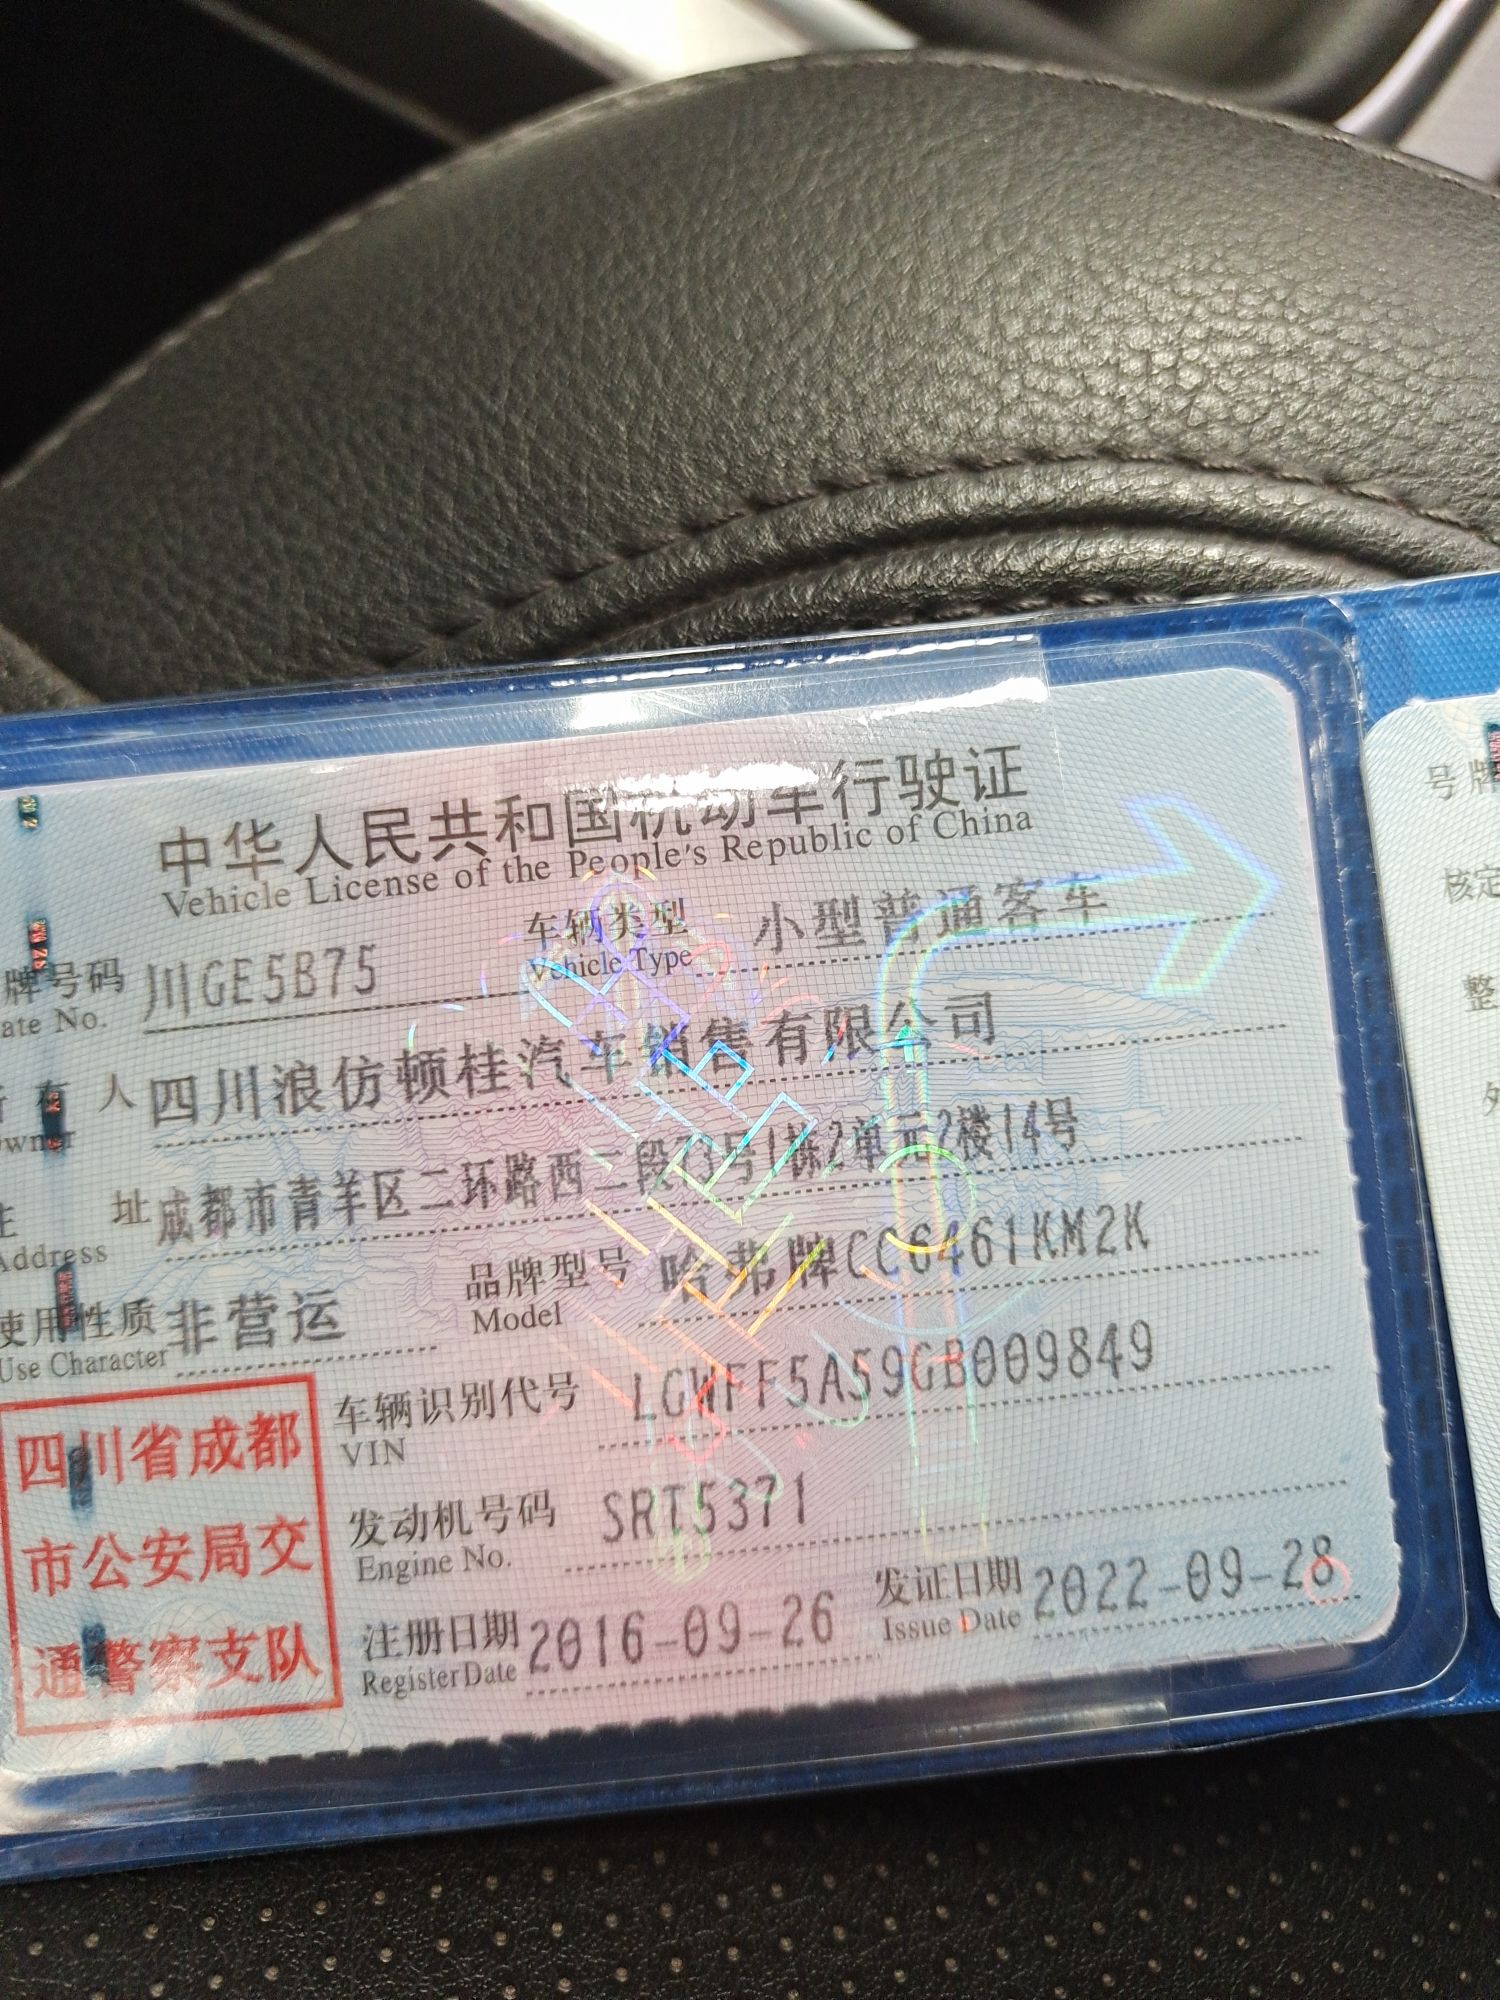 中华人民共和国机动车行驶证
Vehicle License of the People's Republic of China
牌号码 川GE5B75 车辆类型 小型普通客车
ate No. Vehicle Type
有 人 四川浪仿顿桂汽车销售有限公司
wner
址 成都市青羊区二环路西二段73号1栋2单元2楼14号
Address
使用性质 非营运 品牌型号 哈弗牌CC6461KM2K
Use Character Model
车辆识别代号 LGWFF5A59GB009849
VIN
发动机号码 SRT5371
Engine No.
注册日期 2016-09-26 发证日期 2022-09-28
Register Date Issue Date
四川省成都
市公安局交
通警察支队
号牌
核定
整